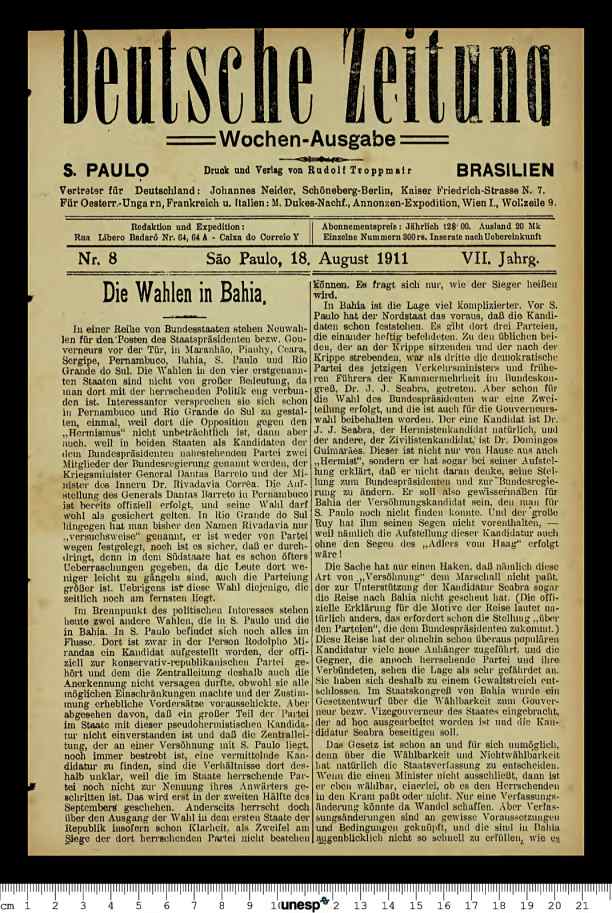 Deutsche Zeitung
Wochen-Ausgabe
S. PAULO
Druck und Verlag von Rudolf Troppmair
BRASILIEN
Vertreter für Deutschland: Johannes Neider, Schöneberg-Berlin, Kaiser Friedrich-Strasse N. 7.
Für Oesterr.-Ungarn, Frankreich u. Italien: M. Dukes-Nachf., Annonzen-Expedition, Wien I., Wollzeile 9.
Redaktion und Expedition:
Rua Libero Badaró Nr. 64, 64 A - Caixa do Correio Y
Abonnementspreis: Jährlich Ausland 20 Mk
Einzelne Nummern 300 rs. Inserate nach Uebereinkunft
Nr. 8 São Paulo, 18. August 1911 VII. Jahrg.
Die Wahlen in Bahia.
In einer Reihe von Bundesstaaten stehen Neuwah-
len für den Posten des Staatspräsidenten bezw. Gou-
verneurs vor der Tür, in Maranhão, Piauhy, Ceara,
Sergipe, Pernambuco, Bahia, S. Paulo und Rio
Grande do Sul. Die Wahlen in den vier erstgenann-
ten Staaten sind nicht von großer Bedeutung, da
man dort mit der herrschenden Politik eng verbun-
den ist. Interessanter versprechen sie sich schon
in Pernambuco und Rio Grande do Sul zu gestal-
ten, einmal, weil dort die Opposition gegen den
„Hermismus" nicht unbeträchtlich ist, dann aber
auch, weil in beiden Staaten als Kandidaten der
dem Bundespräsidenten nahestehenden Partei zwei
Mitglieder der Bundesregierung genannt werden, der
Kriegsminister General Dantas Barreto und der Mi-
nister des Innern Dr. Rivadavia Corrêa. Die Auf-
stellung des Generals Dantas Barreto in Pernambuco
ist bereits offiziell erfolgt, und seine Wahl darf
wohl als gesichert gelten. In Rio Grande do Sul
hingegen hat man bisher den Namen Rivadavia nur
„versuchsweise" genannt, er ist weder von Partei
wegen festgelegt, noch ist es sicher, daß er durch-
dringt, denn in dem Südstaate hat es schon öfters
Ueberraschungen gegeben, da die Leute dort we-
niger leicht zu gängeln sind, auch die Parteiung
größer ist. Uebrigens ist dieser Wahl diejenige, die
zeitlich noch am fernsten liegt.
Im Brennpunkt des politischen Interesses stehen
heute zwei andere Wahlen, die in S. Paulo und die
in Bahia. In S. Paulo befindet sich noch alles im
Flusse. Dort ist zwar in der Person Rodolpho Mi-
randas ein Kandidat aufgestellt worden, der offi-
ziell zur konservativ-republikanischen Partei ge-
hört und dem die Zentralleitung deshalb auch die
Anerkennung nicht versagen durfte, obwohl sie alle
möglichen Einschränkungen machte und der Zustim-
mung erhebliche Vordersätze vorausschickte. Aber
abgesehen davon, daß ein großer Teil der Partei
im Staate mit dieser pseudohermistischen Kandida-
tur nicht einverstanden ist und daß die Zentrallei-
tung, der an einer Versöhnung mit S. Paulo liegt,
noch immer bestrebt ist, eine vermittelnde Kan-
didatur zu finden, sind die Verhältnisse dort des-
halb unklar, weil die im Staate herrschende Par-
tei noch nicht zur Nennung ihres Anwärters ge-
schritten ist. Das wird erst in der zweiten Hälfte des
Septembers geschehen. Anderseits herrscht doch
über den Ausgang der Wahl in dem ersten Staate der
Republik insofern schon Klarheit, als Zweifel am
Siege der dort herrschenden Partei nicht bestehen
können. Es fragt sich nur, wie der Sieger heißen
wird.
In Bahia ist die Lage viel komplizierter. Vor S.
Paulo hat der Nordstaat das voraus, daß die Kandi-
daten schon feststehen. Es gibt dort drei Parteien,
die einander heftig befehden. Zu den üblichen bei-
den, der an der Krippe sitzenden und der nach der
Krippe strebenden, war als dritte die demokratische
Partei des jetzigen Verkehrsministers und frühe-
ren Führers der Kammermehrheit im Bundeskon-
greß, Dr. J. J. Seabra, getreten. Aber schon für
die Wahl des Bundespräsidenten war eine Zwei-
teilung erfolgt, und die ist auch für die Gouverneurs-
wahl beibehalten worden. Der eine Kandidat ist Dr.
J. J. Seabra, der Hermistenkandidat natürlich, und
der andere, der Zivilistenkandidat, ist Dr. Domingos
Guimarães. Dieser ist nicht nur von Hause aus auch
„Hermist", sondern er hat sogar bei seiner Aufstel-
lung erklärt, daß er nicht daran denke, seine Stel-
lung zum Bundespräsidenten und zur Bundesregie-
rung zu ändern. Er soll also gewissermaßen für
Bahia der Versöhnungskandidat sein, den man für
S. Paulo noch nicht finden konnte. Und der große
Ruy hat ihm seinen Segen nicht vorenthalten, —
weil nämlich die Aufstellung dieser Kandidatur auch
ohne den Segen des „Adlers vom Haag" erfolgt
wäre!
Die Sache hat nur einen Haken, daß nämlich diese
Art von „Versöhnung" dem Marschall nicht paßt,
der zur Unterstützung der Kandidatur Seabra sogar
die Reise nach Bahia nicht gescheut hat. (Die offi-
zielle Erklärung für die Motive der Reise lautet na-
türlich anders, das erfordert schon die Stellung „über
den Parteien", die dem Bundespräsidenten zukommt.)
Diese Reise hat der ohnehin schon überaus populären
Kandidatur viele neue Anhänger zugeführt, und die
Gegner, die annoch herrschende Partei und ihre
Verbündeten, sehen die Lage als sehr gefährdet an.
Sie haben sich deshalb zu einem Gewaltstreich ent-
schlossen. Im Staatskongreß von Bahia wurde ein
Gesetzentwurf über die Wählbarkeit zum Gouver-
neur bezw. Vizegouverneur des Staates eingebracht,
der ad hoc ausgearbeitet worden ist und die Kan-
didatur Seabra beseitigen soll.
Das Gesetz ist schon an und für sich unmöglich,
denn über die Wählbarkeit und Nichtwählbarkeit
hat natürlich die Staatsverfassung zu entscheiden.
Wenn die einen Minister nicht ausschließt, dann ist
er eben wählbar, einerlei, ob es den Herrschenden
in den Kram paßt oder nicht. Nur eine Verfassungs-
änderung könnte da Wandel schaffen. Aber Verfas-
sungsänderungen sind an gewisse Voraussetzungen
und Bedingungen geknüpft, und die sind in Bahia
augenblicklich nicht so schnell zu erfüllen, wie es
cm 1 2 3 4 5 6 7 8 9 10 unesp 12 13 14 15 16 17 18 19 20 21